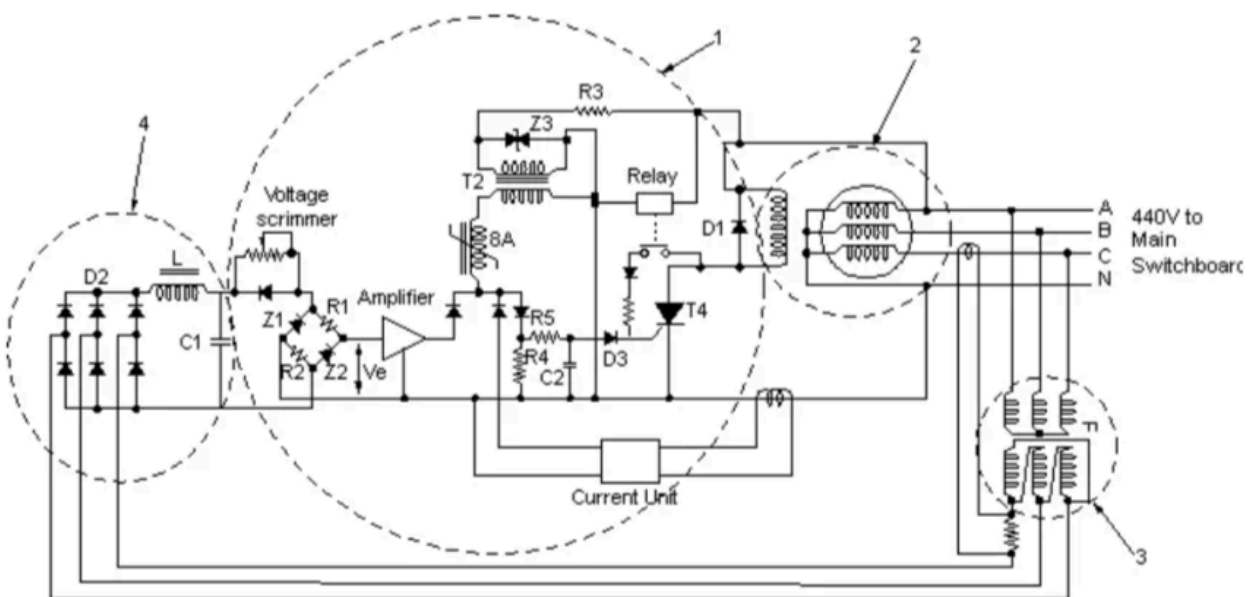 1
2
4
R3
Z3
T2
Relay
Voltage
scrimmer
8A
D1
A
B
C
N
440V to
Main
Switchboard
D2
L
R1
Amplifier
T4
Z1
R5
C1
R2
Z2
Ve
R4
C2
D3
F
Current Unit
3